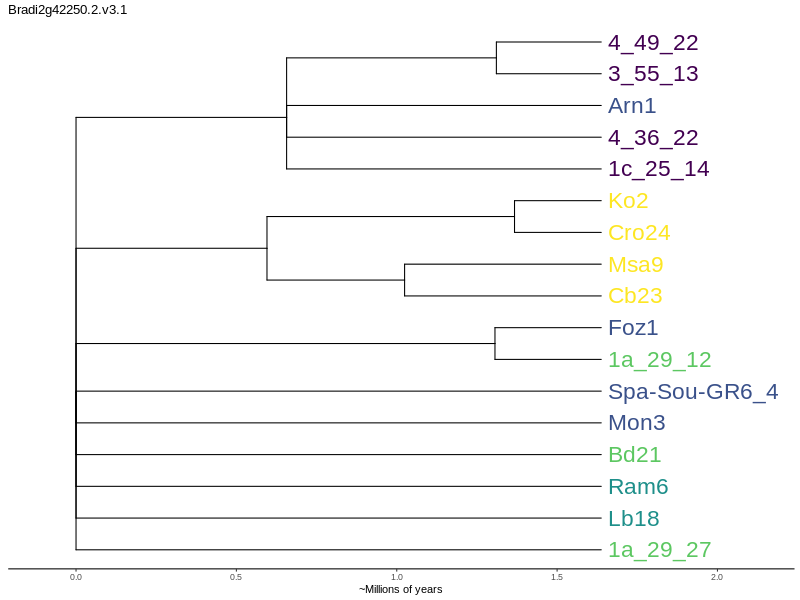 Bradi2g42250.2.v3.1
4_49_22
3_55_13
Arn1
4_36_22
1c_25_14
Ko2
Cro24
Msa9
Cb23
Foz1
1a_29_12
Spa-Sou-GR6_4
Mon3
Bd21
Ram6
Lb18
1a_29_27
0.0 0.5 1.0 1.5 2.0
~Millions of years